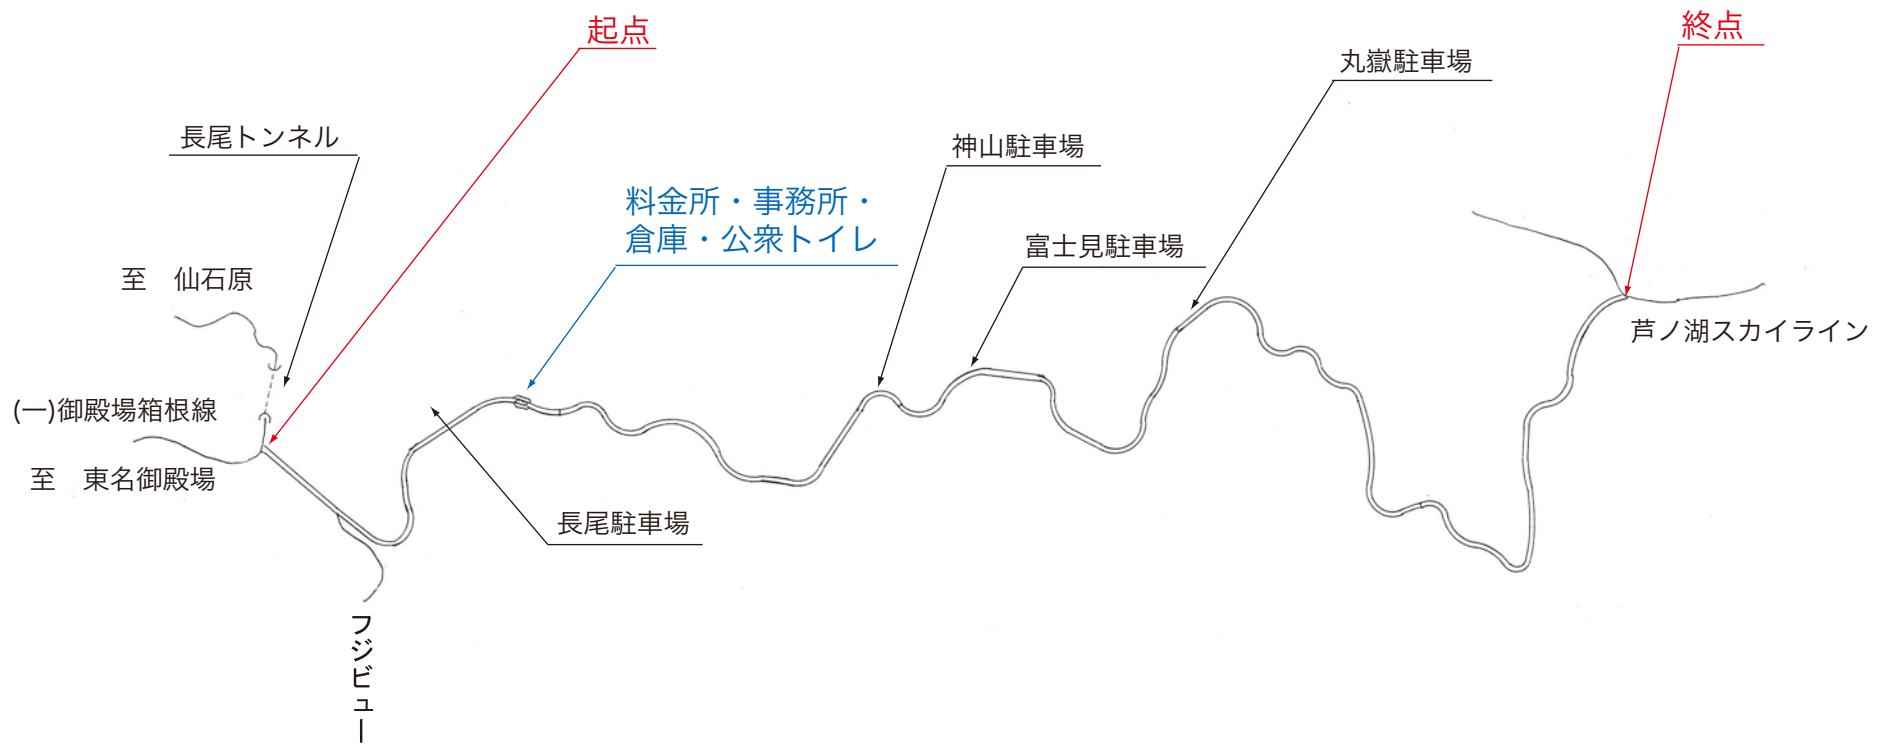 起点
終点
丸嶽駐車場
長尾トンネル
神山駐車場
料金所・事務所・
倉庫・公衆トイレ
富士見駐車場
至　仙石原
芦ノ湖スカイライン
(一)御殿場箱根線
至　東名御殿場
長尾駐車場
フジビュー